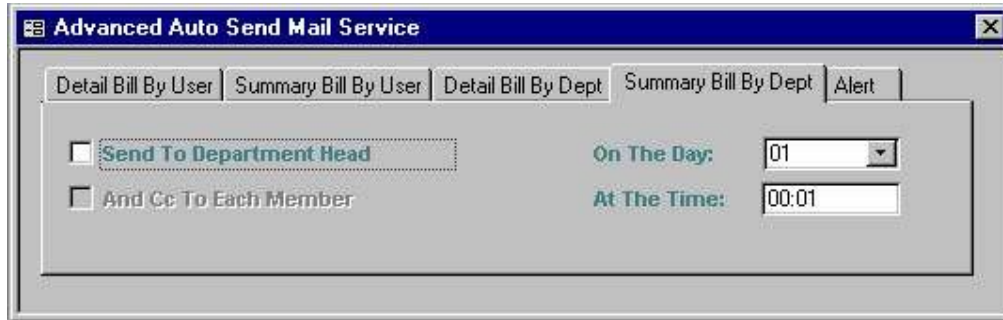 Advanced Auto Send Mail Service
Detail Bill By User Summary Bill By User Detail Bill By Dept Summary Bill By Dept Alert
Send To Department Head On The Day: 01
And Cc To Each Member At The Time: 00:01